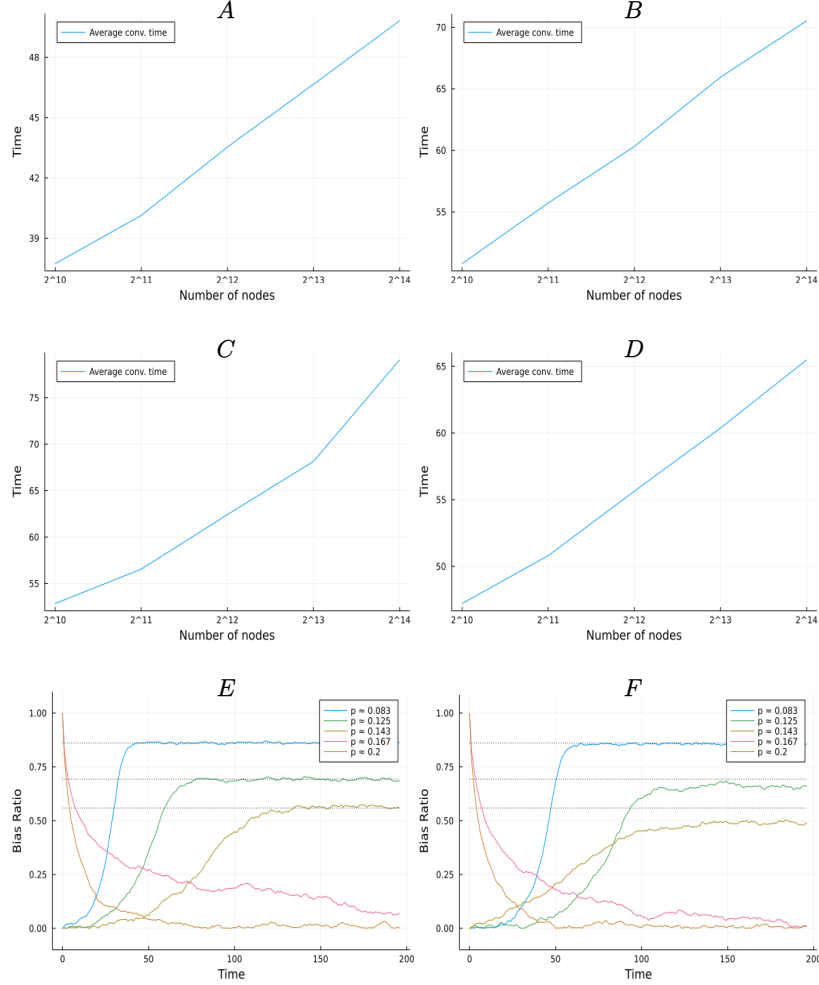 A
Average conv. time
48
45
42
39
Time
2^10 2^11 2^12 2^13 2^14
Number of nodes
B
Average conv. time
70
65
60
55
Time
2^10 2^11 2^12 2^13 2^14
Number of nodes
C
Average conv. time
75
70
65
60
55
Time
2^10 2^11 2^12 2^13 2^14
Number of nodes
D
Average conv. time
65
60
55
50
2^10 2^11 2^12 2^13 2^14
Number of nodes
E
p ≈ 0.083
p ≈ 0.125
p ≈ 0.143
p ≈ 0.167
p ≈ 0.2
1.00
0.75
0.50
0.25
0.00
Bias Ratio
0 50 100 150 200
Time
F
p ≈ 0.083
p ≈ 0.125
p ≈ 0.143
p ≈ 0.167
p ≈ 0.2
1.00
0.75
0.50
0.25
0.00
Bias Ratio
0 50 100 150 200
Time